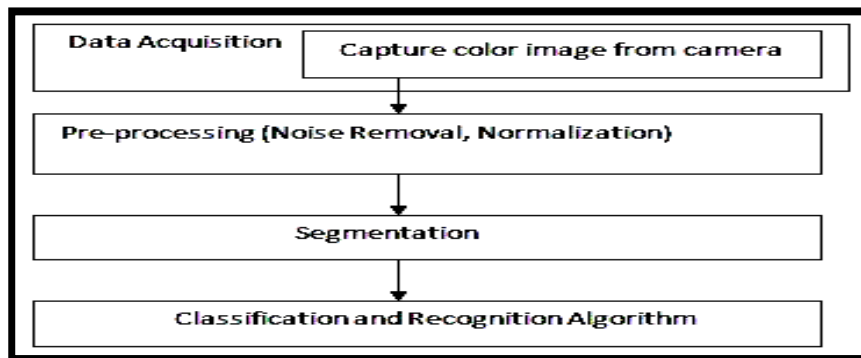 Data Acquisition
Capture color image from camera
Pre-processing (Noise Removal, Normalization)
Segmentation
Classification and Recognition Algorithm